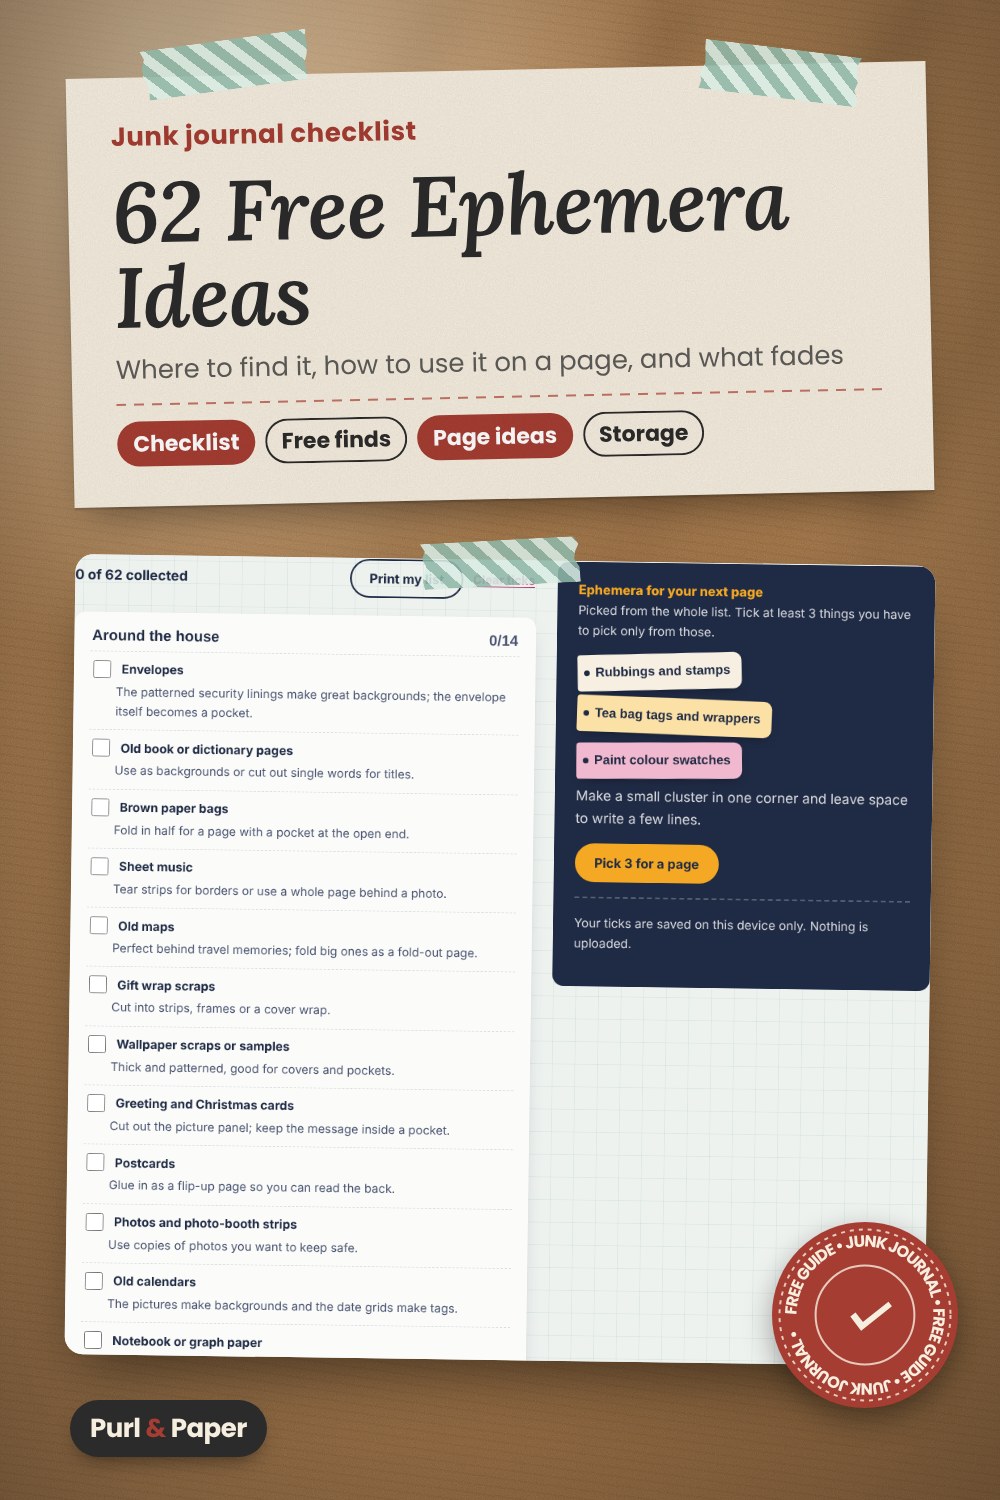 Junk journal checklist
62 Free Ephemera
Ideas
Where to find it, how to use it on a page, and what fades
Checklist
Free finds
Page ideas
Storage
0 of 62 collected
Print my
Around the house
0/14
Envelopes
The patterned security linings make great backgrounds; the envelope
itself becomes a pocket.
Old book or dictionary pages
Use as backgrounds or cut out single words for titles.
Brown paper bags
Fold in half for a page with a pocket at the open end.
Sheet music
Tear strips for borders or use a whole page behind a photo.
Old maps
Perfect behind travel memories; fold big ones as a fold-out page.
Gift wrap scraps
Cut into strips, frames or a cover wrap.
Wallpaper scraps or samples
Thick and patterned, good for covers and pockets.
Greeting and Christmas cards
Cut out the picture panel; keep the message inside a pocket.
Postcards
Glue in as a flip-up page so you can read the back.
Photos and photo-booth strips
Use copies of photos you want to keep safe.
Old calendars
The pictures make backgrounds and the date grids make tags.
Notebook or graph paper
Ephemera for your next page
Picked from the whole list. Tick at least 3 things you have
to pick only from those.
Rubbings and stamps
Tea bag tags and wrappers
Paint colour swatches
Make a small cluster in one corner and leave space
to write a few lines.
Pick 3 for a page
Your ticks are saved on this device only. Nothing is
uploaded.
FREE GUIDE • JUNK JOURNAL • FREE GUIDE • JUNK JOURNAL •
Purl & Paper